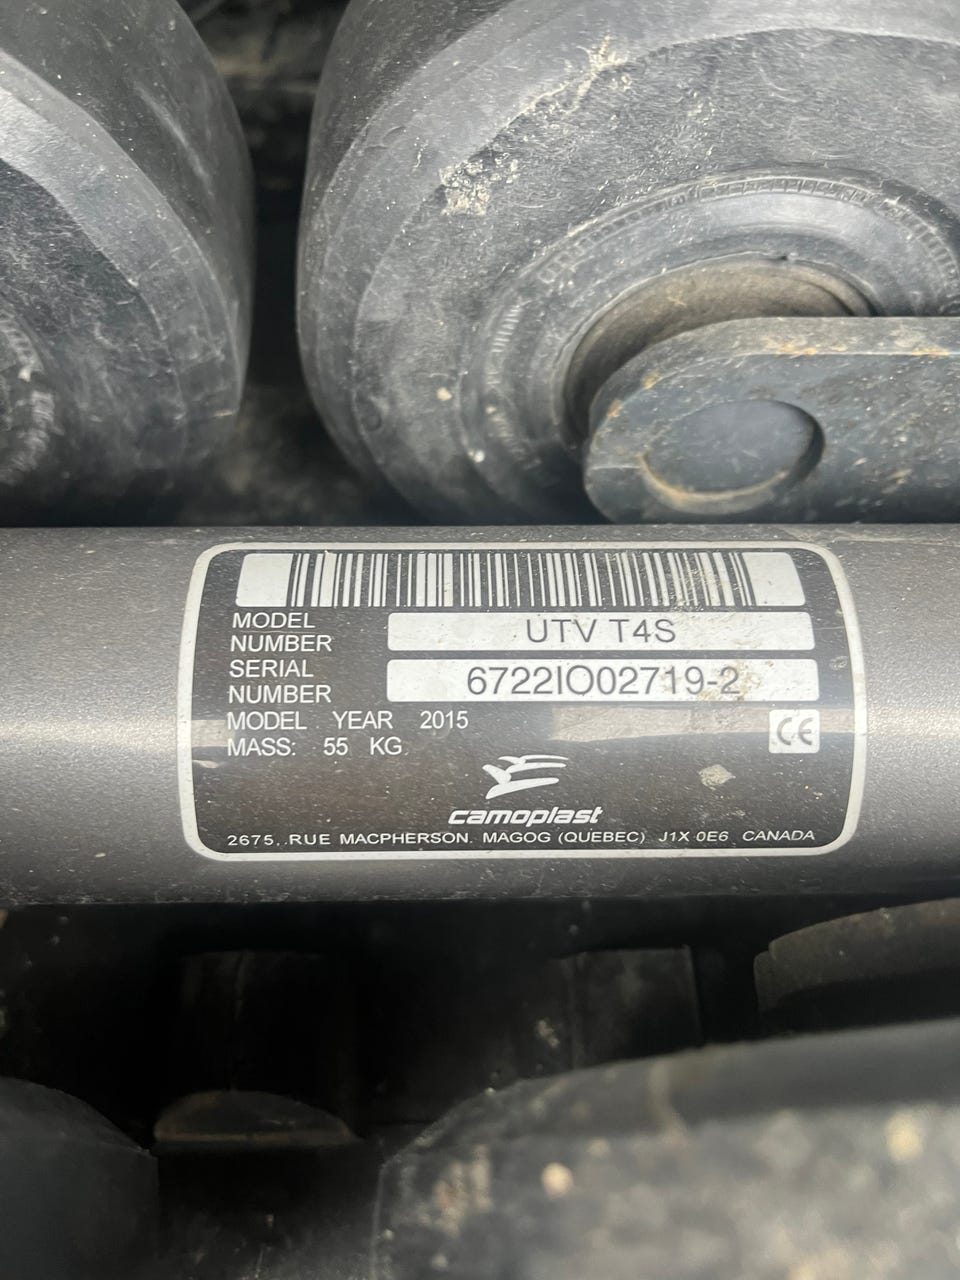 MODEL NUMBER UTV T4S
SERIAL NUMBER 6722IO02719-2
MODEL YEAR 2015
MASS: 55 KG
CE
camoplast
2675, RUE MACPHERSON. MAGOG (QUEBEC) J1X 0E6 CANADA